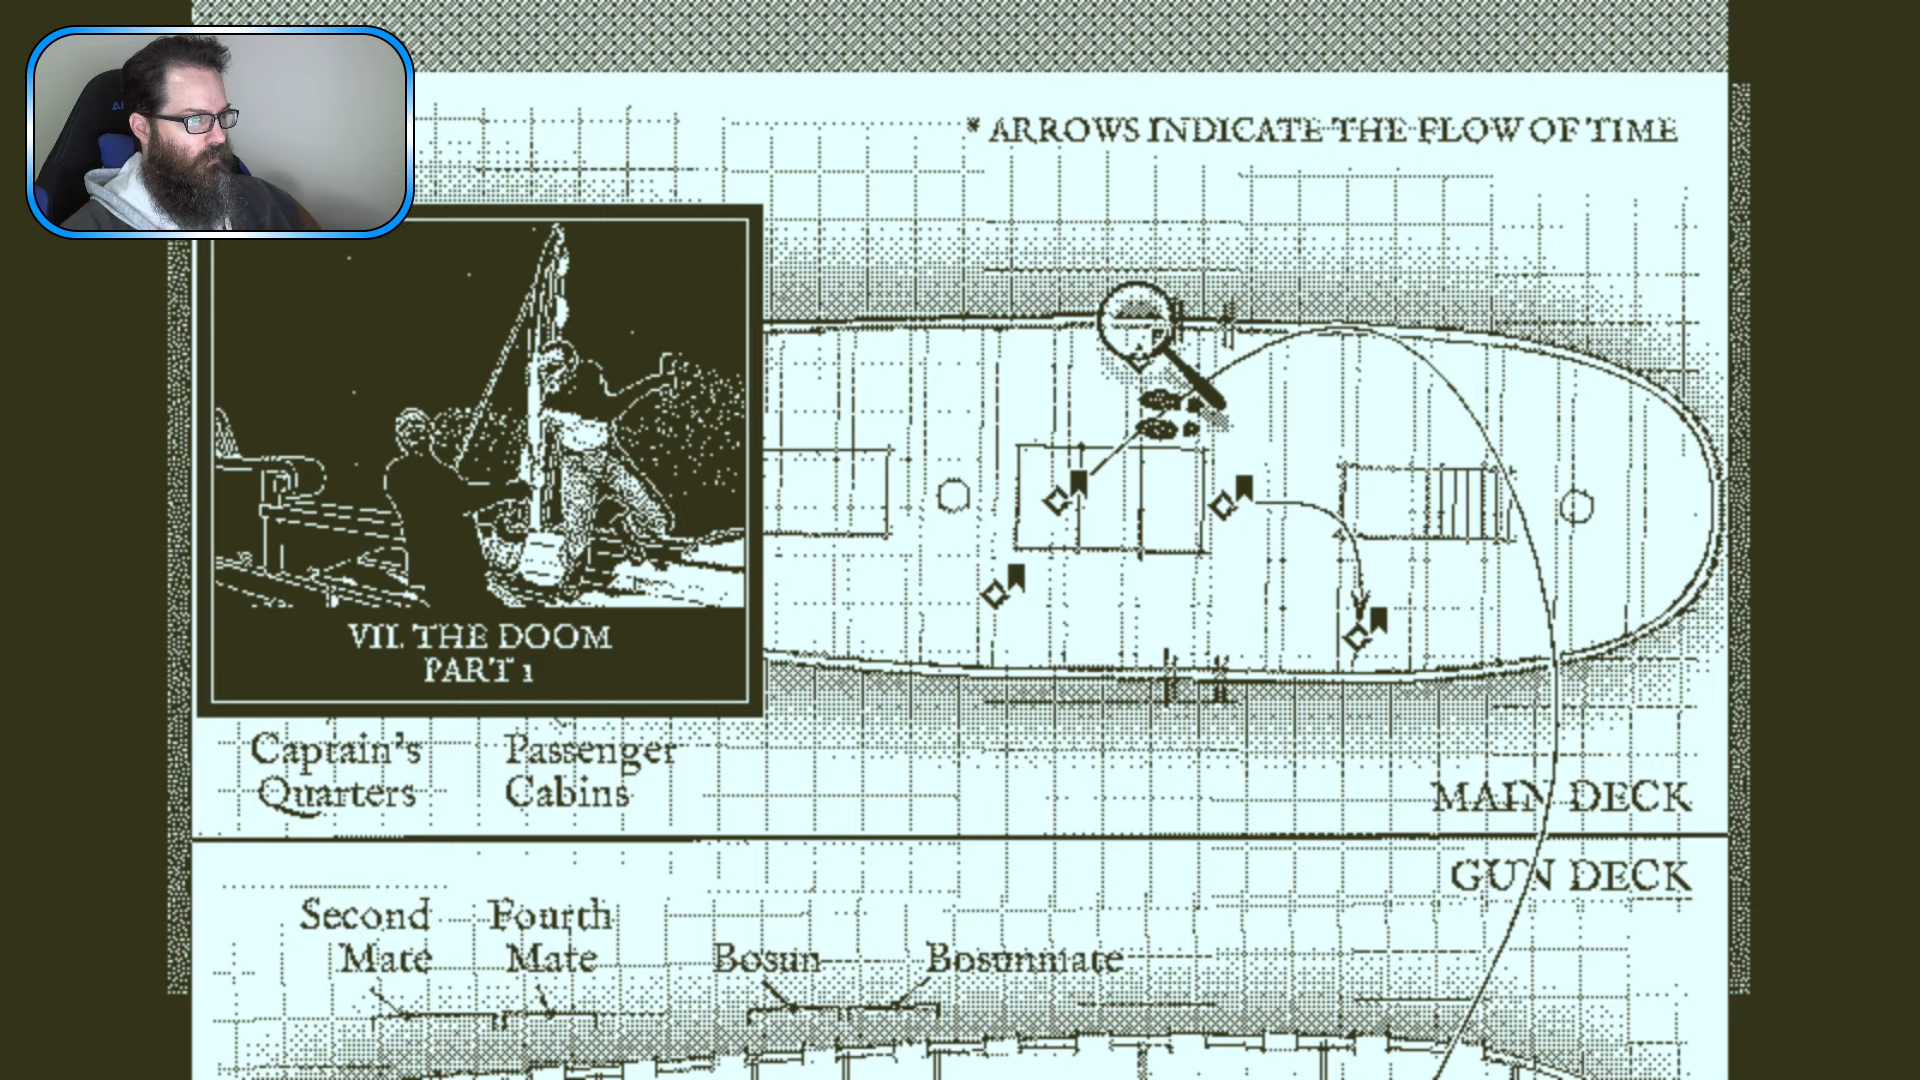 * ARROWS INDICATE THE FLOW OF TIME
VII. THE DOOM
PART 1
Captain's
Quarters
Passenger
Cabins
MAIN DECK
GUN DECK
Second
Mate
Fourth
Mate
Bosun
Bosunmate